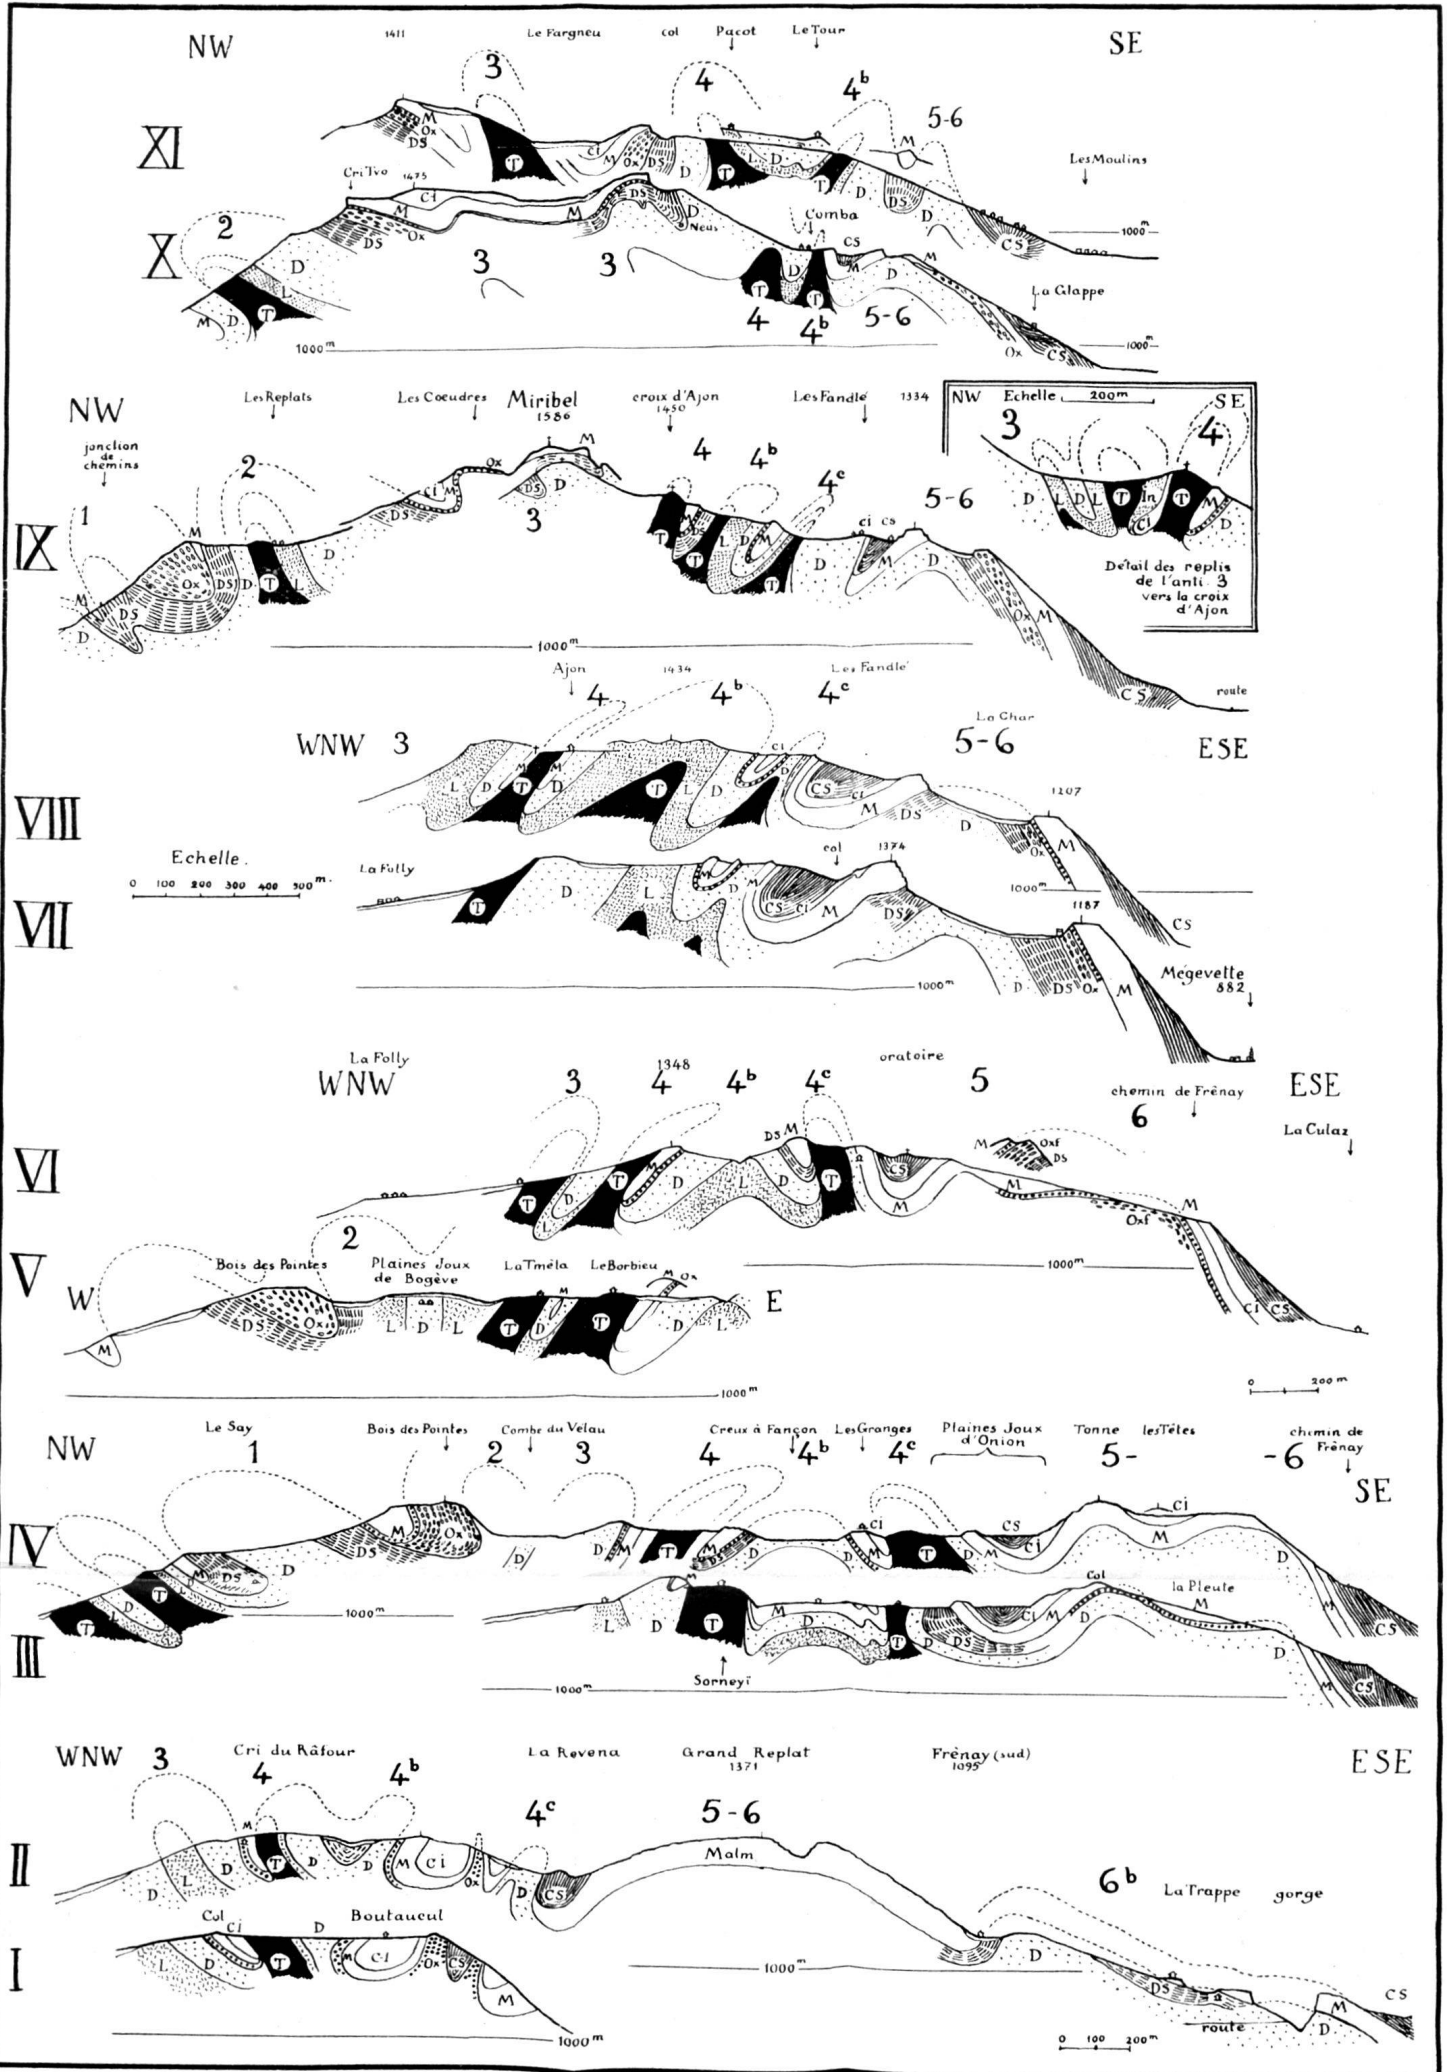 NW
1411
Le Fargneu
col
Pacot
Le Tour
SE
3
4
4b
5-6
XI
M
Ox
DS
T
Ci
M
Ox
DS
D
T
L
D
T
D
M
DS
D
CS
Les Moulins
1000m
Cri Tvo
1475
X
2
Ci
M
Ox
DS
D
L
T
M
D
M
DS
D
Neus
3
3
Cumba
T
D
T
CS
M
D
M
4
4b
5-6
La Glappe
Ox
CS
1000m
1000m
NW
Les Replats
Les Coeudres
Miribel
1586
croix d'Ajon
1450
Les Fandle
1334
jonction
de
chemins
IX
1
2
M
M
D
DS
Ox
DS
D
T
L
D
DS
Ci
M
Ox
M
DS
D
3
4
4b
4c
5-6
T
M
DS
T
L
D
M
T
D
Ci
CS
M
D
Ox
M
CS
route
1000m
NW
Echelle
200m
SE
3
4
D
L
D
L
T
In
Ci
T
M
D
Détail des replis
de l'anti. 3
vers la croix
d'Ajon
Ajon
1434
Les Fandle
4
4b
4c
La Char
WNW
3
5-6
ESE
VIII
L
D
M
T
M
D
T
L
D
Ci
D
CS
Ci
M
DS
D
1207
Ox
M
1000m
CS
Echelle.
0 100 200 300 400 500 m.
La Folly
col
1374
VII
T
D
L
M
D
M
CS
Ci
M
DS
1187
D
DS
Ox
M
1000m
Mégevette
882
La Folly
WNW
3
1348
4
4b
4c
oratoire
5
chemin de Frênay
6
ESE
La Culaz
VI
T
L
D
T
M
D
L
D
DS
M
T
CS
M
M
Oxf
DS
M
Oxf
M
Ci
CS
1000m
V
2
W
Bois des Pointes
Plaines Joux
de Bogève
La Tméla
Le Borbieu
E
M
DS
Ox
L
D
L
T
D
M
T
M
Ox
D
L
1000m
0 200 m
NW
Le Say
1
Bois des Pointes
2
Combe du Vélau
3
Creux à Fançon
4
4b
Les Granges
4c
Plaines Joux
d'Onion
Tonne
5-
les Têtes
-6
chemin de
Frênay
SE
IV
T
L
D
T
L
M
DS
D
DS
M
Ox
D
D
M
T
M
DS
D
D
Ci
M
T
D
M
CS
Ci
Ci
M
D
M
CS
1000m
III
L
D
M
T
M
D
T
D
DS
Ci
M
D
Col
la Pleute
M
D
M
CS
Sorneyï
1000m
WNW
3
Cri du Râfour
4
4b
La Revena
4c
Grand Replat
1371
5-6
Frênay (sud)
1095
ESE
II
D
L
D
M
T
D
D
M
Ci
Ox
D
CS
Malm
6b
La Trappe
gorge
D
DS
route
M
D
CS
1000m
I
Col
Ci
D
Boutaucul
L
D
T
M
Ci
Ox
CS
M
1000m
0 100 200m